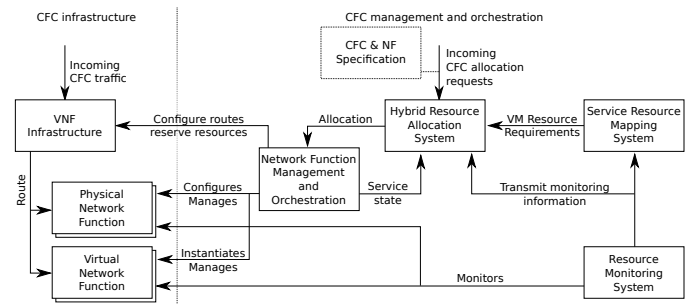 CFC infrastructure
CFC management and orchestration
CFC & NF
Specification
Incoming
CFC traffic
Incoming
CFC allocation
requests
VNF
Infrastructure
Configure routes
reserve resources
Allocation
Hybrid Resource
Allocation
System
VM Resource
Requirements
Service Resource
Mapping
System
Network Function
Management
and
Orchestration
Route
Physical
Network
Function
Configures
Manages
Service
state
Transmit monitoring
information
Virtual
Network
Function
Instantiates
Manages
Monitors
Resource
Monitoring
System